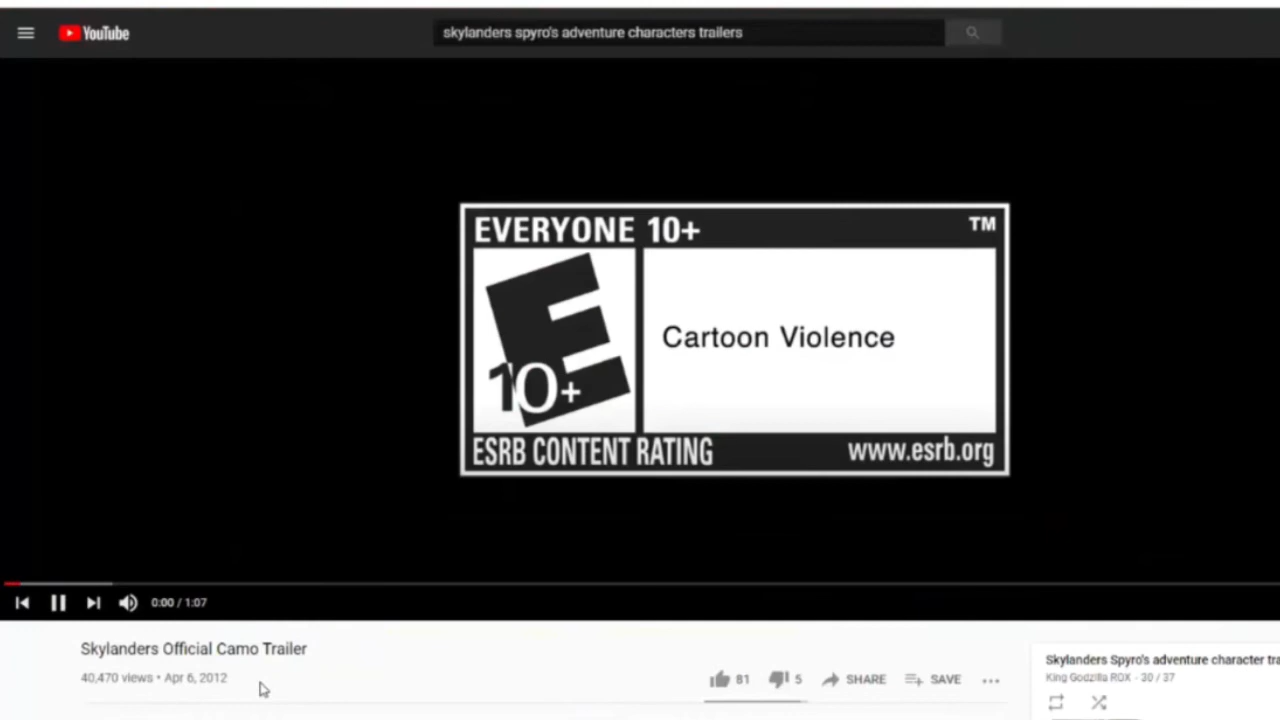 YouTube
skylanders spyro's adventure characters trailers
EVERYONE 10+ TM
E
10+
Cartoon Violence
ESRB CONTENT RATING www.esrb.org
0:00 / 1:07
Skylanders Official Camo Trailer
40,470 views • Apr 6, 2012
81 5 SHARE SAVE
Skylanders Spyro's adventure character
King Godzilla ROX - 30 / 37